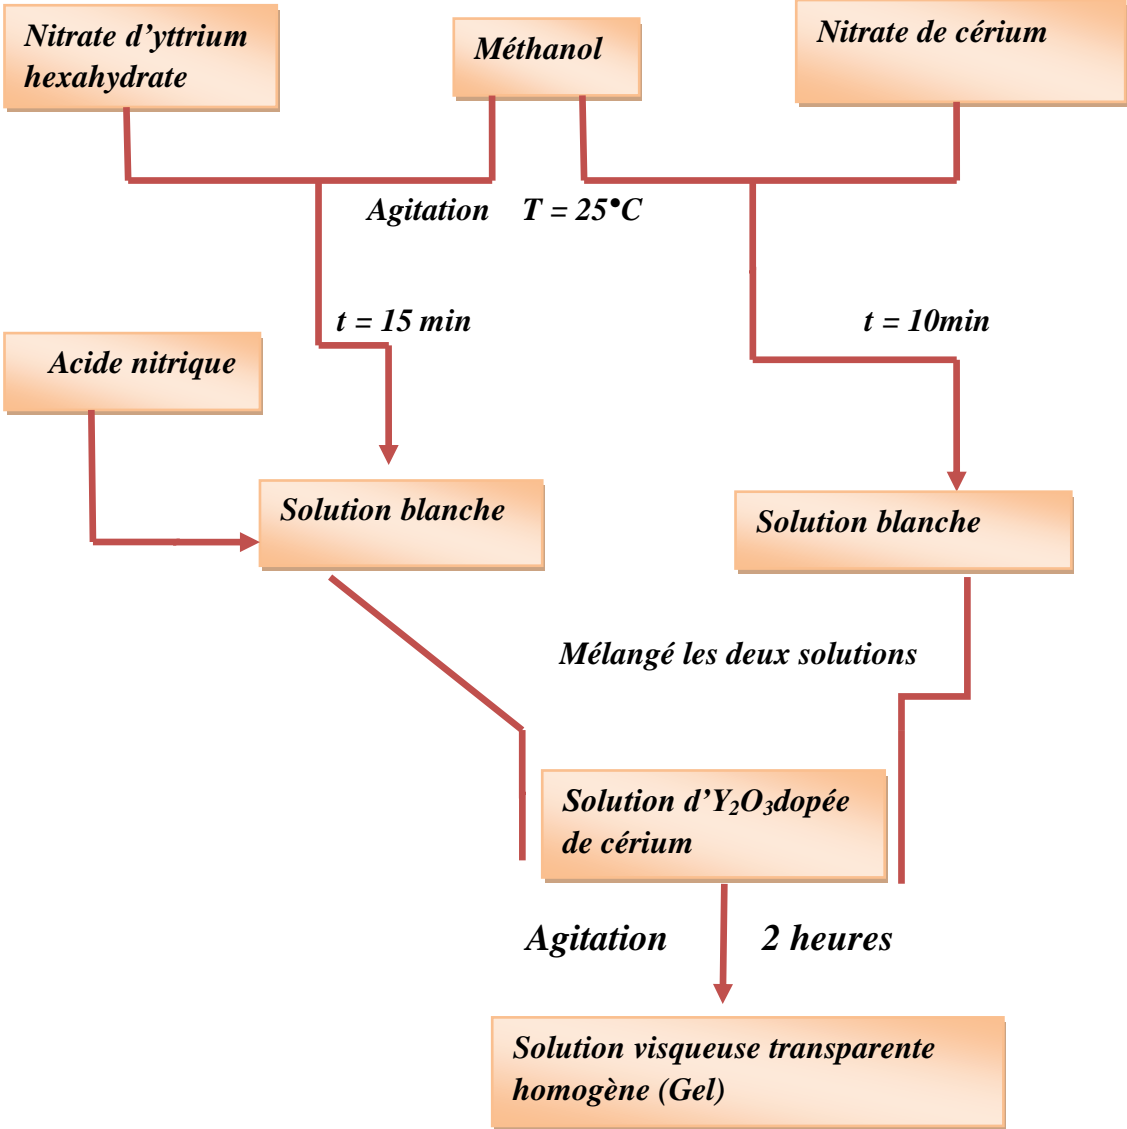 Nitrate d'yttrium
hexahydrate
Méthanol
Nitrate de cérium
Agitation T = 25•C
t = 15 min
t = 10min
Acide nitrique
Solution blanche
Solution blanche
Mélangé les deux solutions
Solution d'Y₂O₃dopée
de cérium
Agitation 2 heures
Solution visqueuse transparente
homogène (Gel)